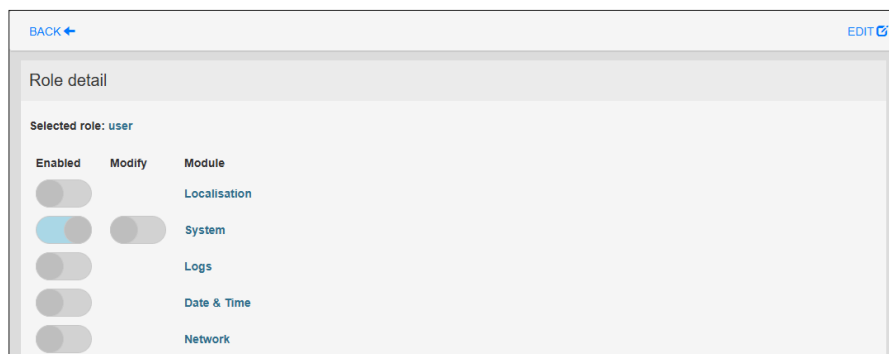 BACK EDIT
Role detail
Selected role: user
Enabled Modify Module
Localisation
System
Logs
Date & Time
Network